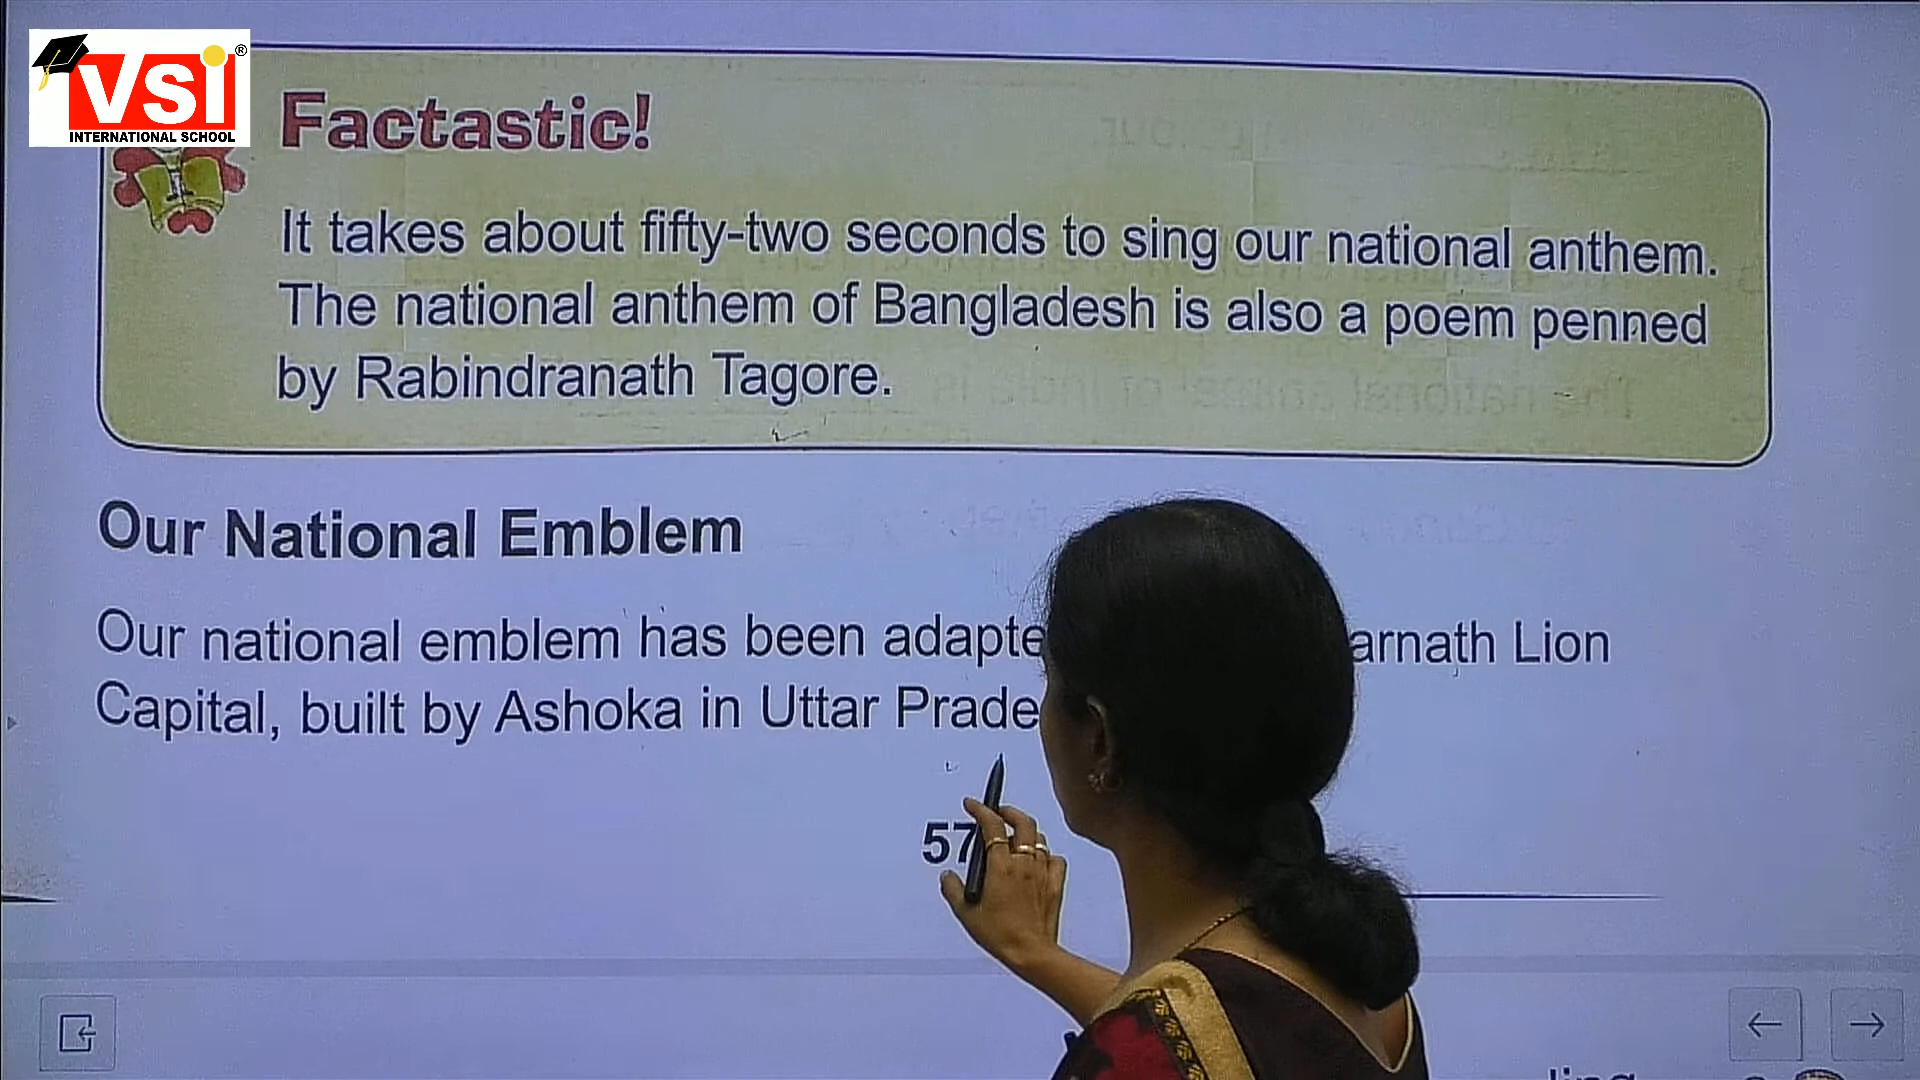 VSI ®
INTERNATIONAL SCHOOL
Factastic!
It takes about fifty-two seconds to sing our national anthem.
The national anthem of Bangladesh is also a poem penned
by Rabindranath Tagore.
Our National Emblem
Our national emblem has been adapte arnath Lion
Capital, built by Ashoka in Uttar Prade
57